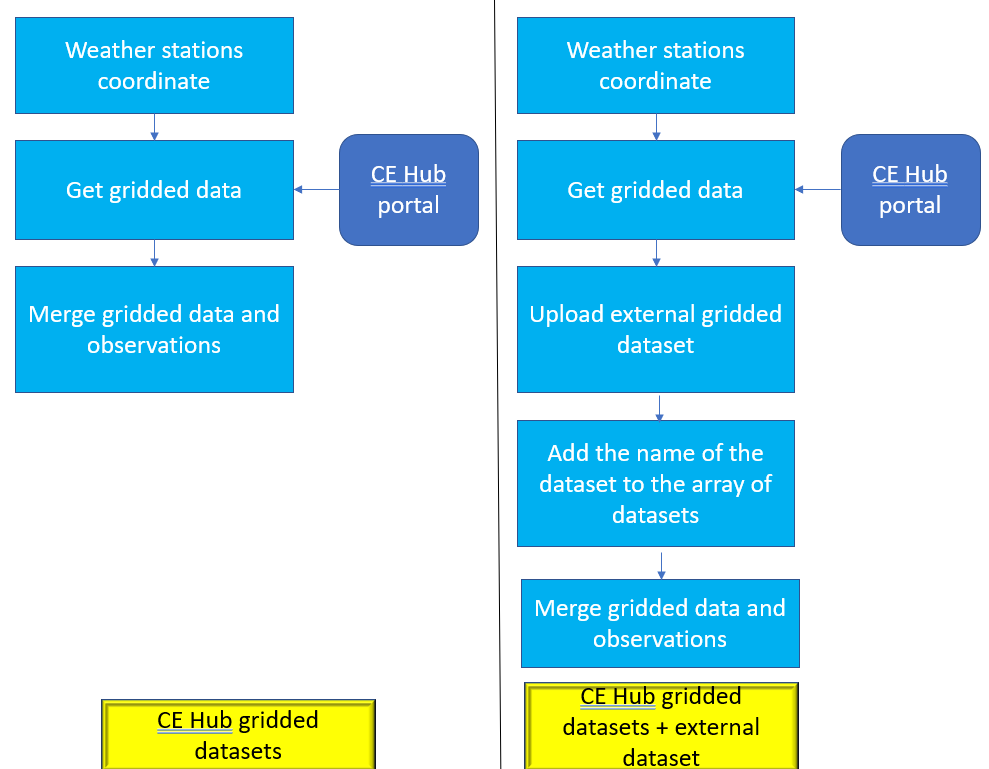 Weather stations
coordinate
Get gridded data
CE Hub
portal
Merge gridded data and
observations
CE Hub gridded
datasets
Weather stations
coordinate
Get gridded data
CE Hub
portal
Upload external gridded
dataset
Add the name of the
dataset to the array of
datasets
Merge gridded data and
observations
CE Hub gridded
datasets + external
dataset